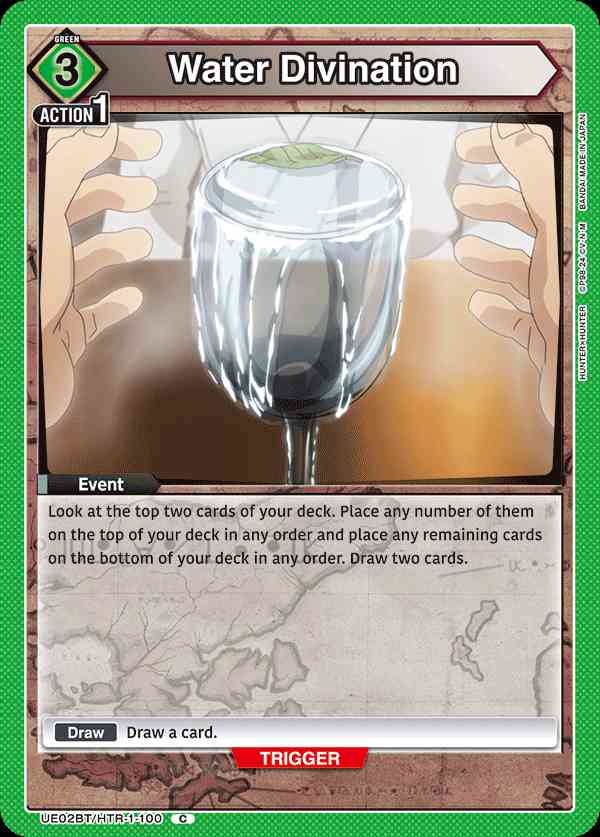 GREEN
3
Water Divination
ACTION 1
HUNTER×HUNTER ©P98-24 ©V･N･M BANDAI MADE IN JAPAN
Event
Look at the top two cards of your deck. Place any number of them
on the top of your deck in any order and place any remaining cards
on the bottom of your deck in any order. Draw two cards.
Draw Draw a card.
TRIGGER
UE02BT/HTR-1-100 C